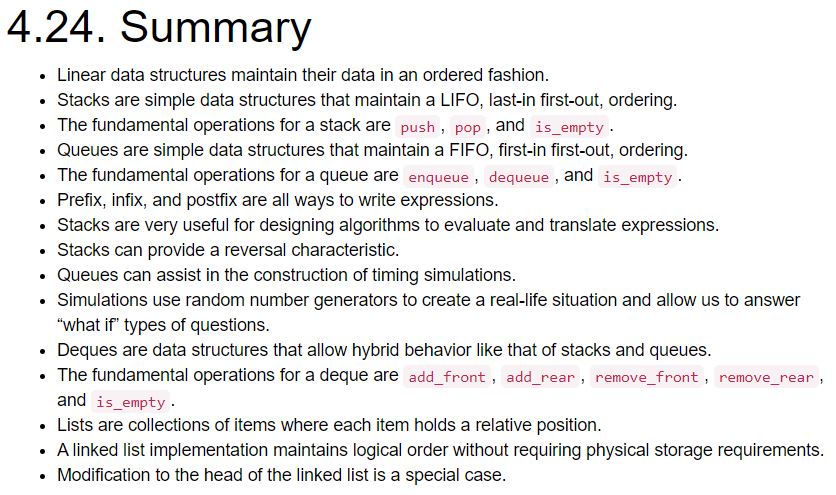 4.24. Summary
• Linear data structures maintain their data in an ordered fashion.
• Stacks are simple data structures that maintain a LIFO, last-in first-out, ordering.
• The fundamental operations for a stack are push , pop , and is_empty .
• Queues are simple data structures that maintain a FIFO, first-in first-out, ordering.
• The fundamental operations for a queue are enqueue , dequeue , and is_empty .
• Prefix, infix, and postfix are all ways to write expressions.
• Stacks are very useful for designing algorithms to evaluate and translate expressions.
• Stacks can provide a reversal characteristic.
• Queues can assist in the construction of timing simulations.
• Simulations use random number generators to create a real-life situation and allow us to answer
“what if” types of questions.
• Deques are data structures that allow hybrid behavior like that of stacks and queues.
• The fundamental operations for a deque are add_front , add_rear , remove_front , remove_rear ,
and is_empty .
• Lists are collections of items where each item holds a relative position.
• A linked list implementation maintains logical order without requiring physical storage requirements.
• Modification to the head of the linked list is a special case.